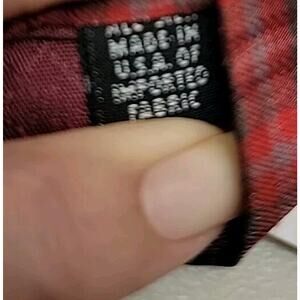 MADE IN
U.S.A. OF
IMPORTED
FABRIC